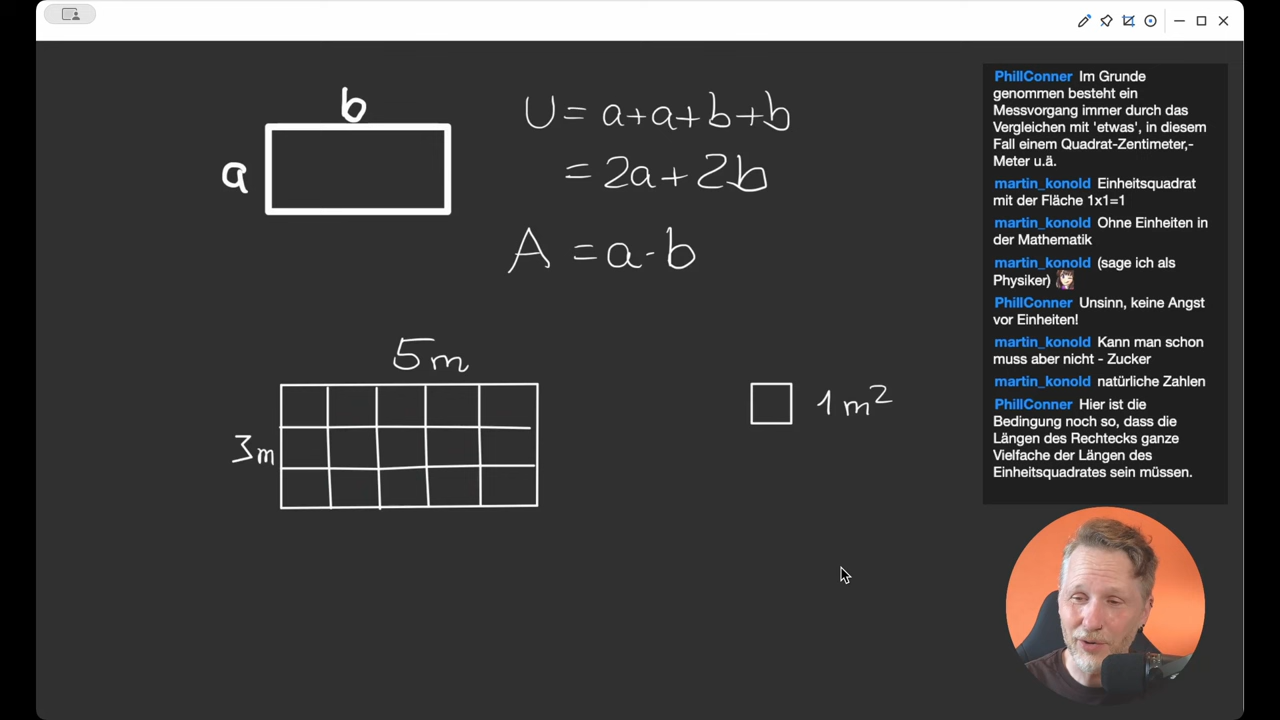 b
a
U = a+a+b+b
= 2a+2b
A = a·b
5m
3m
1m²
PhillConner Im Grunde
genommen besteht ein
Messvorgang immer durch das
Vergleichen mit 'etwas', in diesem
Fall einem Quadrat-Zentimeter,-
Meter u.ä.
martin_konold Einheitsquadrat
mit der Fläche 1x1=1
martin_konold Ohne Einheiten in
der Mathematik
martin_konold (sage ich als
Physiker)
PhillConner Unsinn, keine Angst
vor Einheiten!
martin_konold Kann man schon
muss aber nicht - Zucker
martin_konold natürliche Zahlen
PhillConner Hier ist die
Bedingung noch so, dass die
Längen des Rechtecks ganze
Vielfache der Längen des
Einheitsquadrates sein müssen.